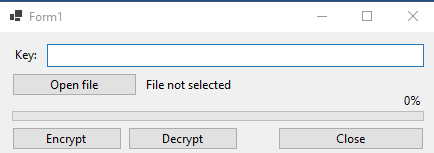 Form1
Key:
Open file File not selected
0%
Encrypt Decrypt Close